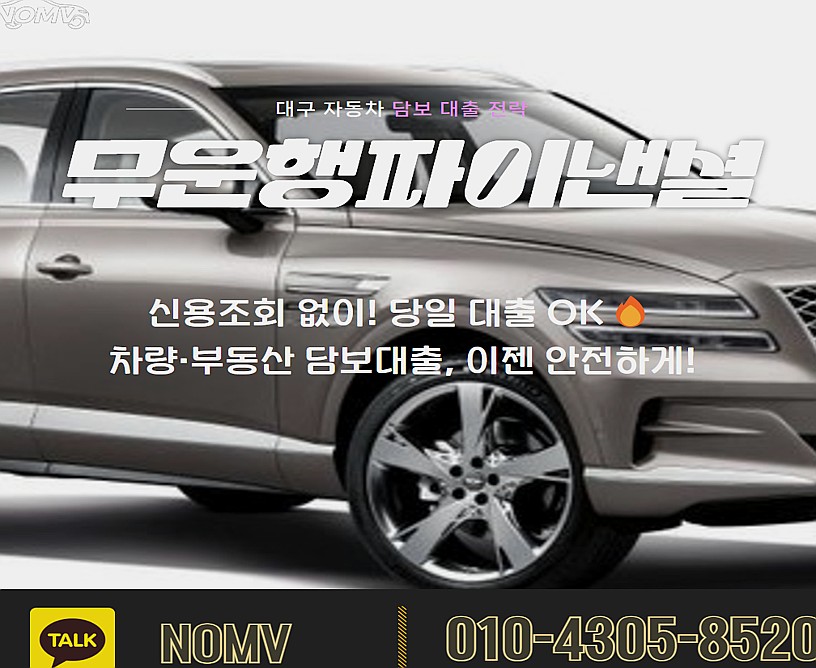 NOMV
대구 자동차 담보 대출 전략
무운행파이낸셜
신용조회 없이! 당일 대출 OK🔥
차량·부동산 담보대출, 이젠 안전하게!
TALK
NOMV
010-4305-8520